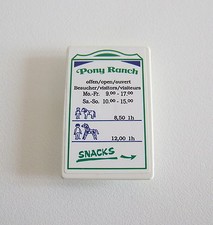 Pony Ranch
offen/open/ouvert
Besucher/visitors/visiteurs
Mo.-Fr. 9.00 - 17.00
Sa.-So. 10.00 - 15.00
8,50 1h
12,00 1h
SNACKS